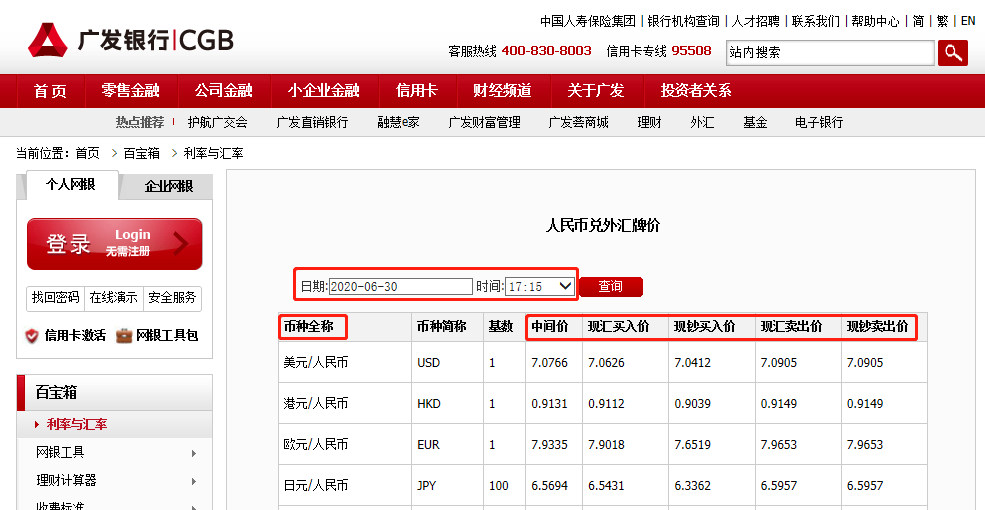 中国人寿保险集团 | 银行机构查询 | 人才招聘 | 联系我们 | 帮助中心 | 简 | 繁 | EN
广发银行|CGB
客服热线 400-830-8003 信用卡专线 95508 站内搜索
首页 零售金融 公司金融 小企业金融 信用卡 财经频道 关于广发 投资者关系
热点推荐 护航广交会 广发直销银行 融慧e家 广发财富管理 广发荟商城 理财 外汇 基金 电子银行
当前位置: 首页 > 百宝箱 > 利率与汇率
个人网银 企业网银
登录 Login 无需注册
找回密码 在线演示 安全服务
信用卡激活 网银工具包
百宝箱
利率与汇率
网银工具
理财计算器
收费标准
人民币兑外汇牌价
日期:2020-06-30 时间:17:15 查询
币种全称 币种简称 基数 中间价 现汇买入价 现钞买入价 现汇卖出价 现钞卖出价
美元/人民币 USD 1 7.0766 7.0626 7.0412 7.0905 7.0905
港元/人民币 HKD 1 0.9131 0.9112 0.9039 0.9149 0.9149
欧元/人民币 EUR 1 7.9335 7.9018 7.6519 7.9653 7.9653
日元/人民币 JPY 100 6.5694 6.5431 6.3362 6.5957 6.5957